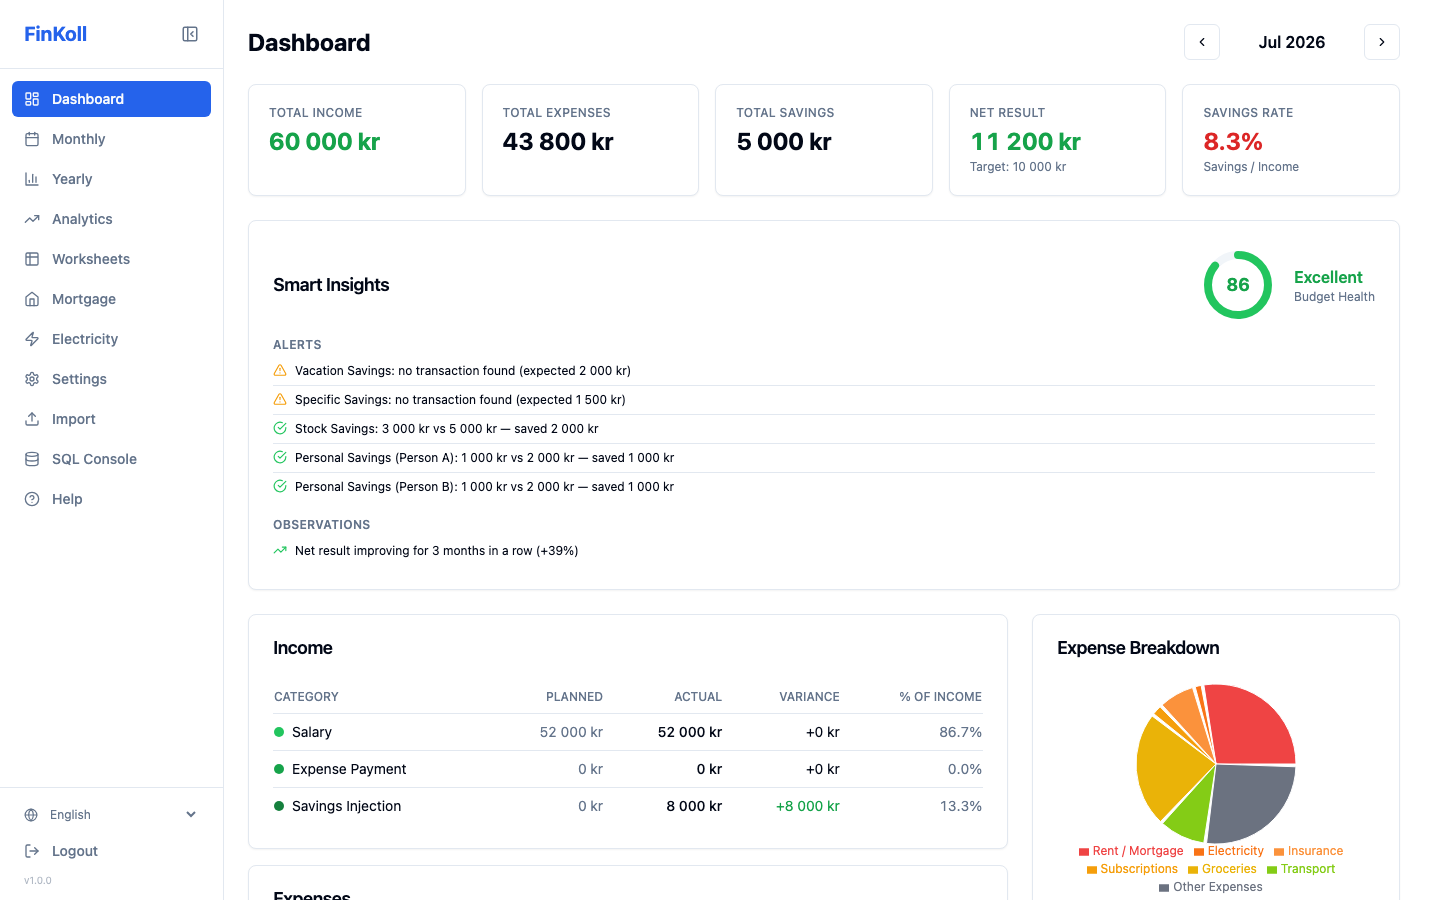 FinKoll
Dashboard
Monthly
Yearly
Analytics
Worksheets
Mortgage
Electricity
Settings
Import
SQL Console
Help
English
Logout
v1.0.0
Dashboard
Jul 2026
TOTAL INCOME
60 000 kr
TOTAL EXPENSES
43 800 kr
TOTAL SAVINGS
5 000 kr
NET RESULT
11 200 kr
Target: 10 000 kr
SAVINGS RATE
8.3%
Savings / Income
Smart Insights
86
Excellent
Budget Health
ALERTS
Vacation Savings: no transaction found (expected 2 000 kr)
Specific Savings: no transaction found (expected 1 500 kr)
Stock Savings: 3 000 kr vs 5 000 kr — saved 2 000 kr
Personal Savings (Person A): 1 000 kr vs 2 000 kr — saved 1 000 kr
Personal Savings (Person B): 1 000 kr vs 2 000 kr — saved 1 000 kr
OBSERVATIONS
Net result improving for 3 months in a row (+39%)
Income
CATEGORY PLANNED ACTUAL VARIANCE % OF INCOME
Salary 52 000 kr 52 000 kr +0 kr 86.7%
Expense Payment 0 kr 0 kr +0 kr 0.0%
Savings Injection 0 kr 8 000 kr +8 000 kr 13.3%
Expenses
Expense Breakdown
Rent / Mortgage Electricity Insurance
Subscriptions Groceries Transport
Other Expenses